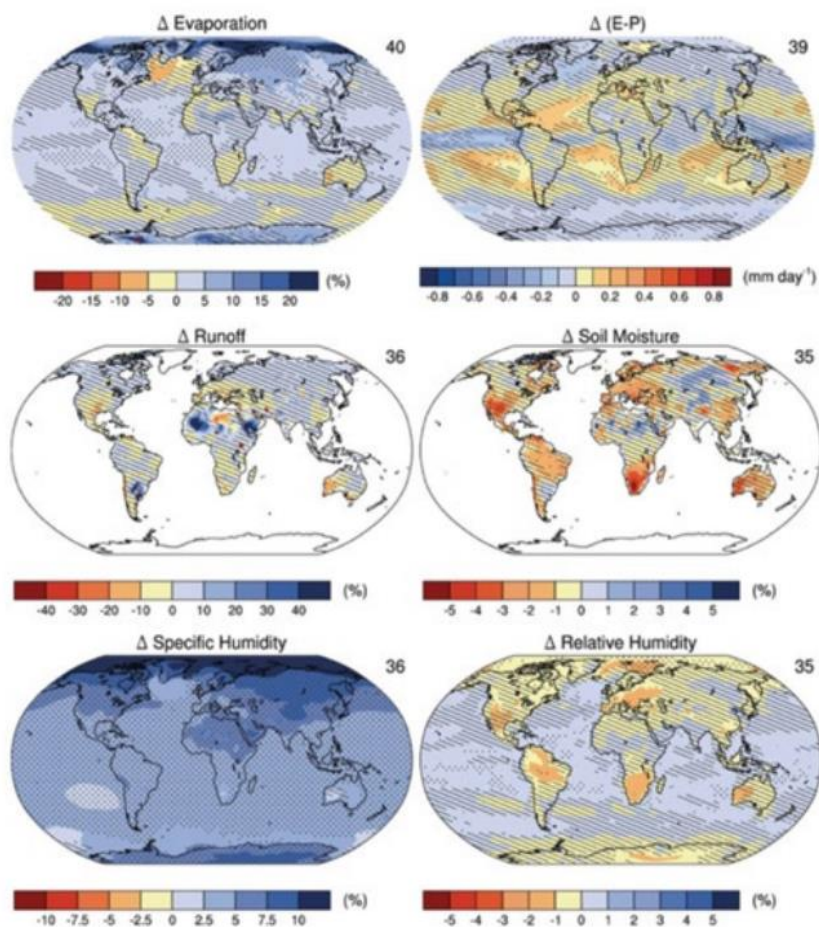 Δ Evaporation
40
Δ (E-P)
39
(%)
-20 -15 -10 -5 0 5 10 15 20
(mm day-1)
-0.8 -0.6 -0.4 -0.2 0 0.2 0.4 0.6 0.8
Δ Runoff
36
Δ Soil Moisture
35
(%)
-40 -30 -20 -10 0 10 20 30 40
(%)
-5 -4 -3 -2 -1 0 1 2 3 4 5
Δ Specific Humidity
36
Δ Relative Humidity
35
(%)
-10 -7.5 -5 -2.5 0 2.5 5 7.5 10
(%)
-5 -4 -3 -2 -1 0 1 2 3 4 5